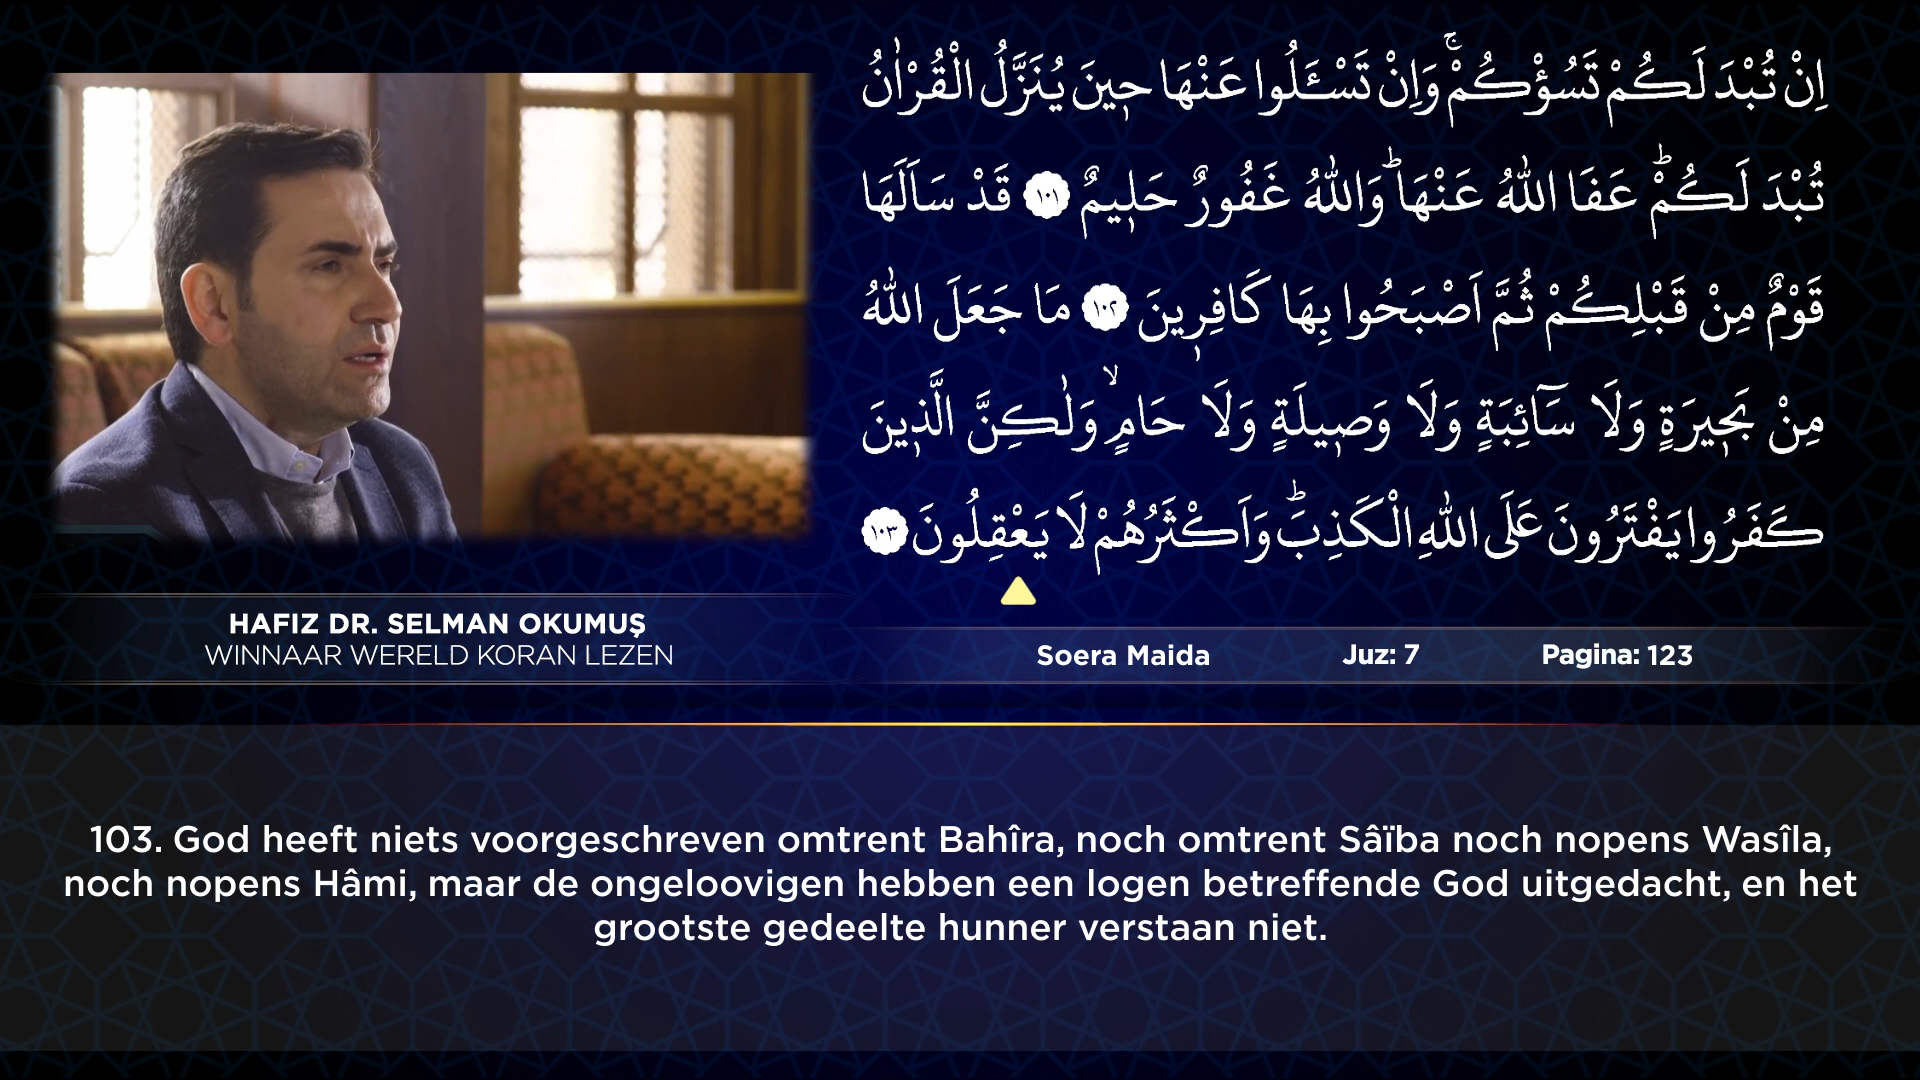 اِنْ تُبْدَ لَكُمْ تَسُؤْكُمْۚ وَاِنْ تَسْـَٔلُوا عَنْهَا ح۪ينَ يُنَزَّلُ الْقُرْاٰنُ
تُبْدَ لَكُمْۜ عَفَا اللّٰهُ عَنْهَاۜ وَاللّٰهُ غَفُورٌ حَل۪يمٌ ﴿١٠١﴾ قَدْ سَاَلَهَا
قَوْمٌ مِنْ قَبْلِكُمْ ثُمَّ اَصْبَحُوا بِهَا كَافِر۪ينَ ﴿١٠٢﴾ مَا جَعَلَ اللّٰهُ
مِنْ بَح۪يرَةٍ وَلَا سَٓائِبَةٍ وَلَا وَص۪يلَةٍ وَلَا حَامٍۙ وَلٰكِنَّ الَّذ۪ينَ
كَفَرُوا يَفْتَرُونَ عَلَى اللّٰهِ الْكَذِبَۜ وَاَكْثَرُهُمْ لَا يَعْقِلُونَ ﴿١٠٣﴾
HAFIZ DR. SELMAN OKUMUŞ
WINNAAR WERELD KORAN LEZEN
Soera Maida Juz: 7 Pagina: 123
103. God heeft niets voorgeschreven omtrent Bahîra, noch omtrent Sâïba noch nopens Wasîla,
noch nopens Hâmi, maar de ongeloovigen hebben een logen betreffende God uitgedacht, en het
grootste gedeelte hunner verstaan niet.